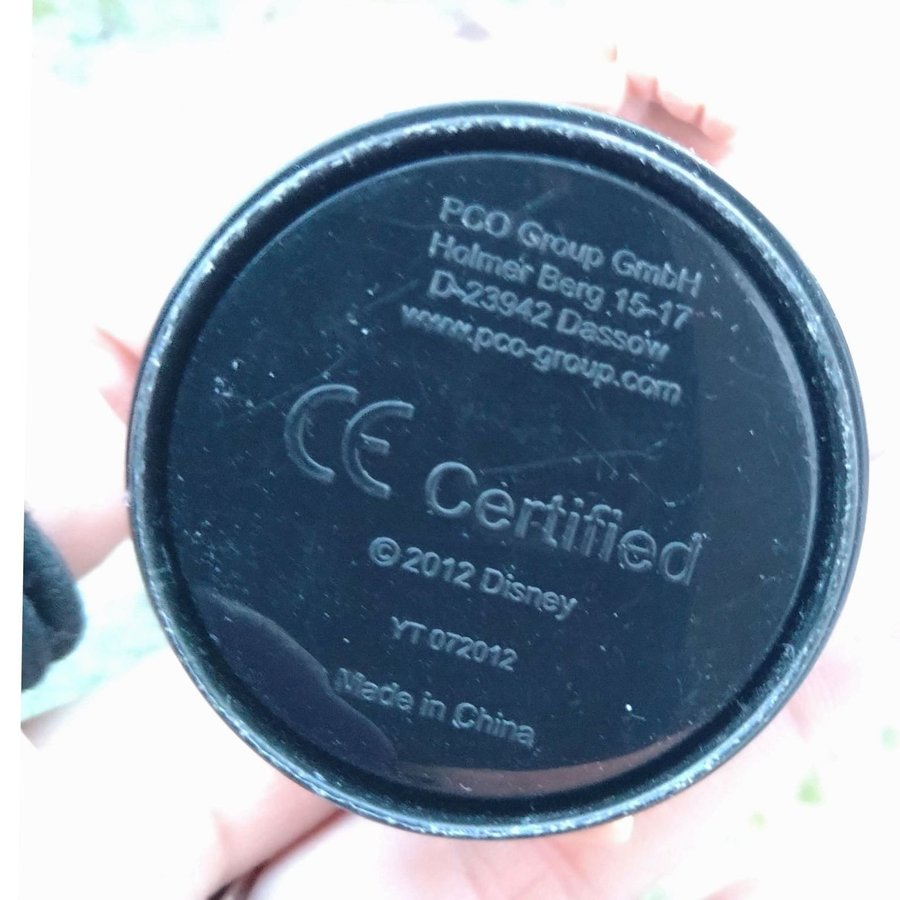 PCO Group GmbH
Holmer Berg 15-17
D-23942 Dassow
www.pco-group.com
CE Certified
© 2012 Disney
YT 072012
Made in China